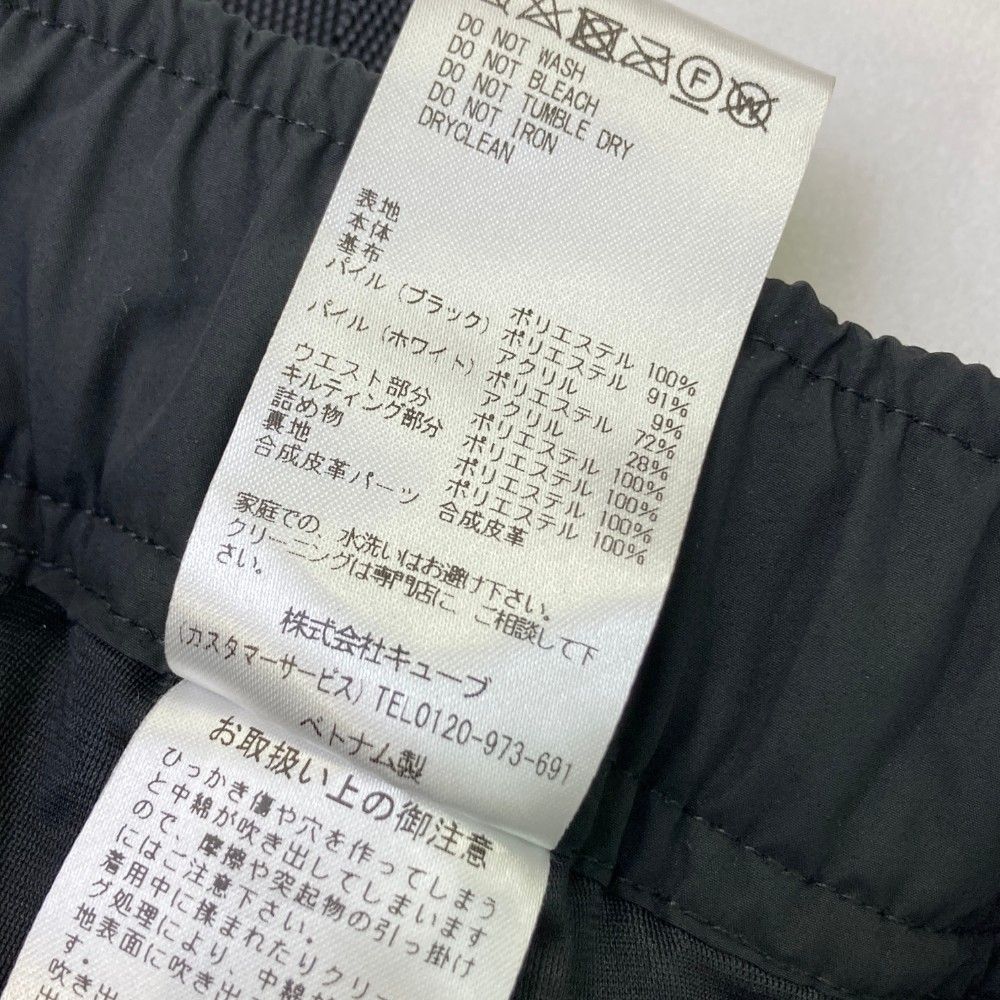 DO NOT WASH
DO NOT BLEACH
DO NOT TUMBLE DRY
DO NOT IRON
DRYCLEAN
表地
本体
基布 ポリエステル 100%
パイル(ブラック) ポリエステル 91%
アクリル 9%
パイル(ホワイト) ポリエステル 72%
アクリル 28%
ウエスト部分 ポリエステル 100%
キルティング部分 ポリエステル 100%
詰め物 ポリエステル 100%
裏地 ポリエステル 100%
合成皮革パーツ 合成皮革
家庭での、水洗いはお避け下さい。
クリーニングは専門店に ご相談して下
さい。
株式会社キューブ
(カスタマーサービス)TEL0120-973-691
ベトナム製
お取扱い上の御注意
ひっかき傷や穴を作ってしまう
と中綿が吹き出してしまいます
ので、摩擦や突起物の引っ掛け
にはご注意下さい。
着用中に揉まれたりクリ
グ処理により、中綿
地表面に吹き出
す。
吹き出